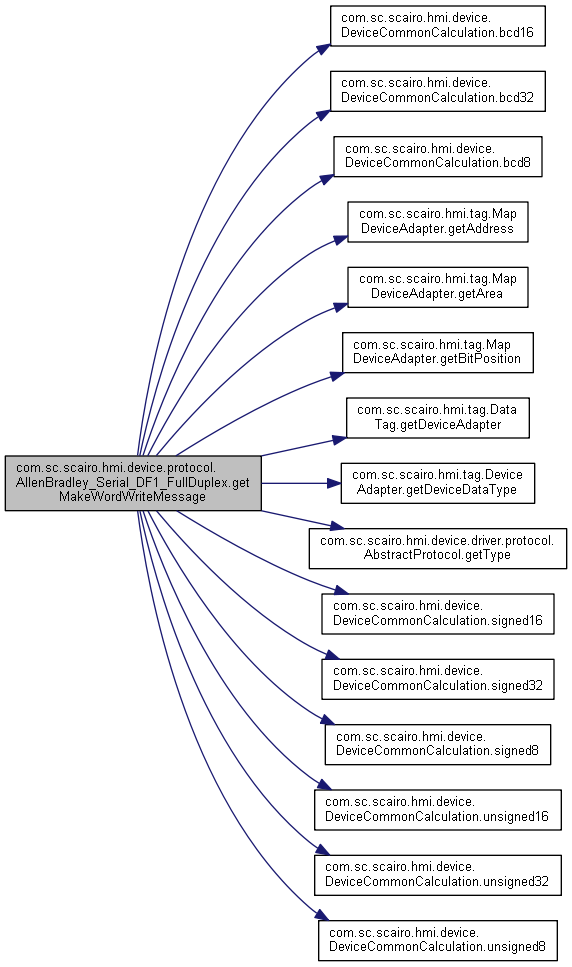 com.sc.scairo.hmi.device.
DeviceCommonCalculation.bcd16
com.sc.scairo.hmi.device.
DeviceCommonCalculation.bcd32
com.sc.scairo.hmi.device.
DeviceCommonCalculation.bcd8
com.sc.scairo.hmi.tag.Map
DeviceAdapter.getAddress
com.sc.scairo.hmi.tag.Map
DeviceAdapter.getArea
com.sc.scairo.hmi.tag.Map
DeviceAdapter.getBitPosition
com.sc.scairo.hmi.tag.Data
Tag.getDeviceAdapter
com.sc.scairo.hmi.device.protocol.
AllenBradley_Serial_DF1_FullDuplex.get
MakeWordWriteMessage
com.sc.scairo.hmi.tag.Device
Adapter.getDeviceDataType
com.sc.scairo.hmi.device.driver.protocol.
AbstractProtocol.getType
com.sc.scairo.hmi.device.
DeviceCommonCalculation.signed16
com.sc.scairo.hmi.device.
DeviceCommonCalculation.signed32
com.sc.scairo.hmi.device.
DeviceCommonCalculation.signed8
com.sc.scairo.hmi.device.
DeviceCommonCalculation.unsigned16
com.sc.scairo.hmi.device.
DeviceCommonCalculation.unsigned32
com.sc.scairo.hmi.device.
DeviceCommonCalculation.unsigned8